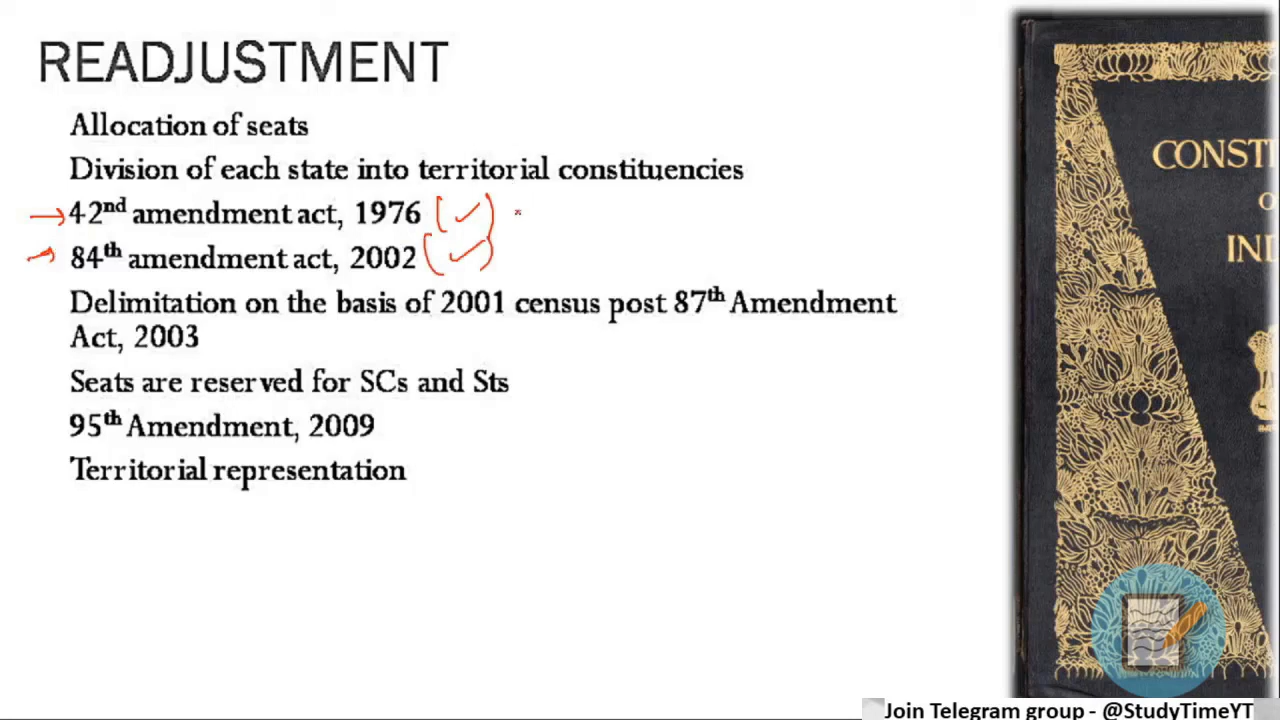 READJUSTMENT
Allocation of seats
Division of each state into territorial constituencies
42nd amendment act, 1976
84th amendment act, 2002
Delimitation on the basis of 2001 census post 87th Amendment
Act, 2003
Seats are reserved for SCs and Sts
95th Amendment, 2009
Territorial representation
CONSTI
O
IND
Join Telegram group - @StudyTimeYT